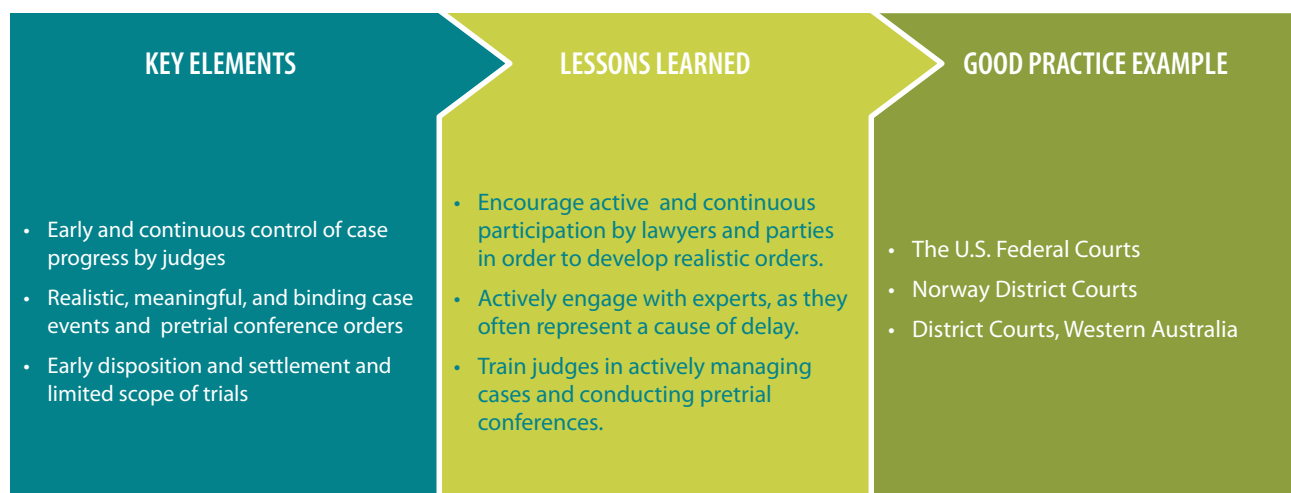 KEY ELEMENTS
• Early and continuous control of case
progress by judges
• Realistic, meaningful, and binding case
events and pretrial conference orders
• Early disposition and settlement and
limited scope of trials
LESSONS LEARNED
• Encourage active and continuous
participation by lawyers and parties
in order to develop realistic orders.
• Actively engage with experts, as they
often represent a cause of delay.
• Train judges in actively managing
cases and conducting pretrial
conferences.
GOOD PRACTICE EXAMPLE
• The U.S. Federal Courts
• Norway District Courts
• District Courts, Western Australia